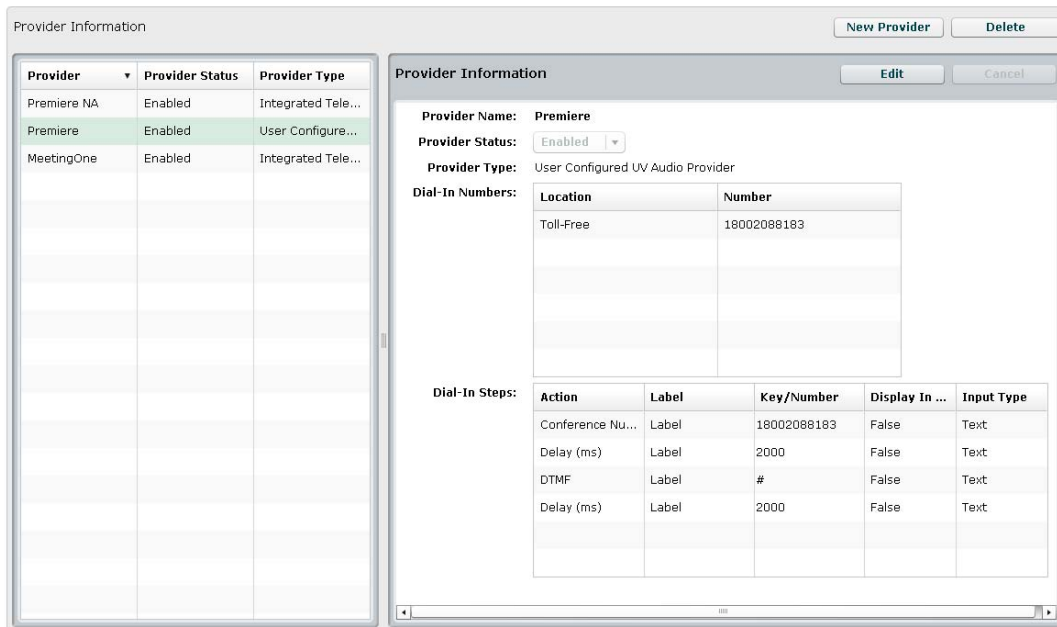 Provider Information
New Provider
Delete
Provider Provider Status Provider Type
Premiere NA Enabled Integrated Tele...
Premiere Enabled User Configure...
MeetingOne Enabled Integrated Tele...
Provider Information
Edit
Cancel
Provider Name: Premiere
Provider Status: Enabled
Provider Type: User Configured UV Audio Provider
Dial-In Numbers:
Location Number
Toll-Free 18002088183
Dial-In Steps:
Action Label Key/Number Display In ... Input Type
Conference Nu... Label 18002088183 False Text
Delay (ms) Label 2000 False Text
DTMF Label # False Text
Delay (ms) Label 2000 False Text